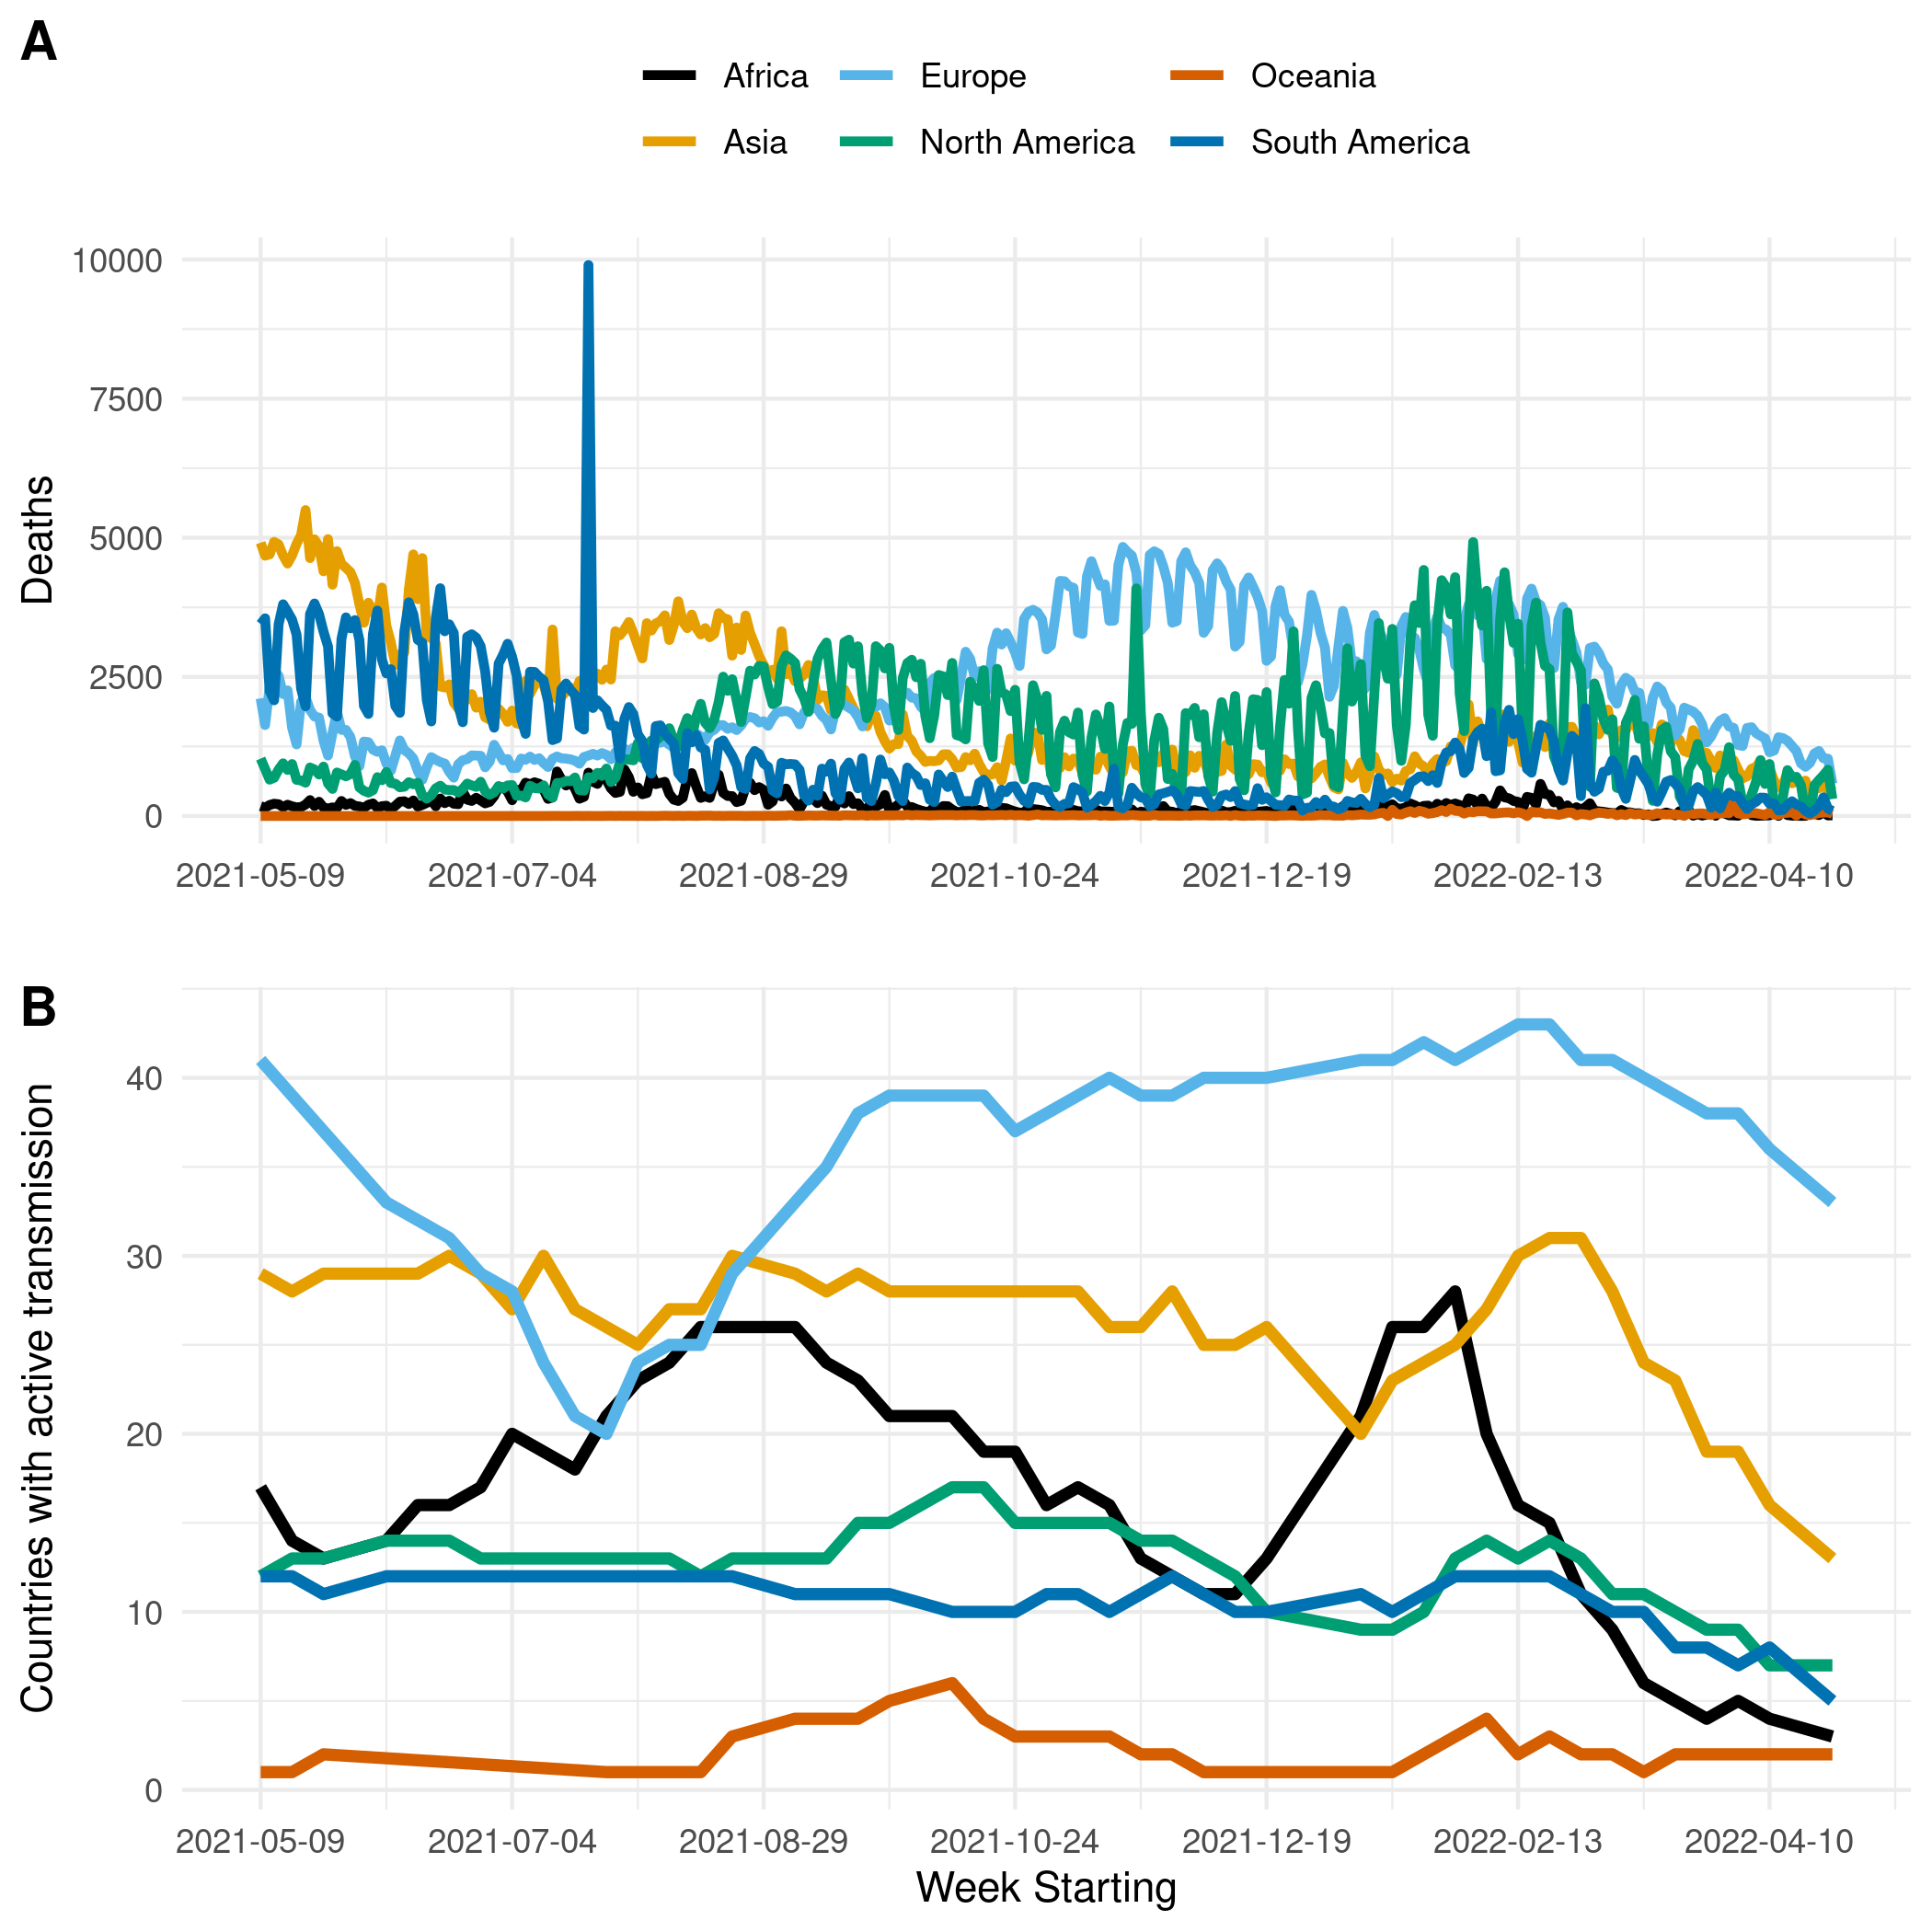 A
Africa Europe Oceania
Asia North America South America
Deaths
10000
7500
5000
2500
0
2021-05-09 2021-07-04 2021-08-29 2021-10-24 2021-12-19 2022-02-13 2022-04-10
B
Countries with active transmission
40
30
20
10
0
2021-05-09 2021-07-04 2021-08-29 2021-10-24 2021-12-19 2022-02-13 2022-04-10
Week Starting